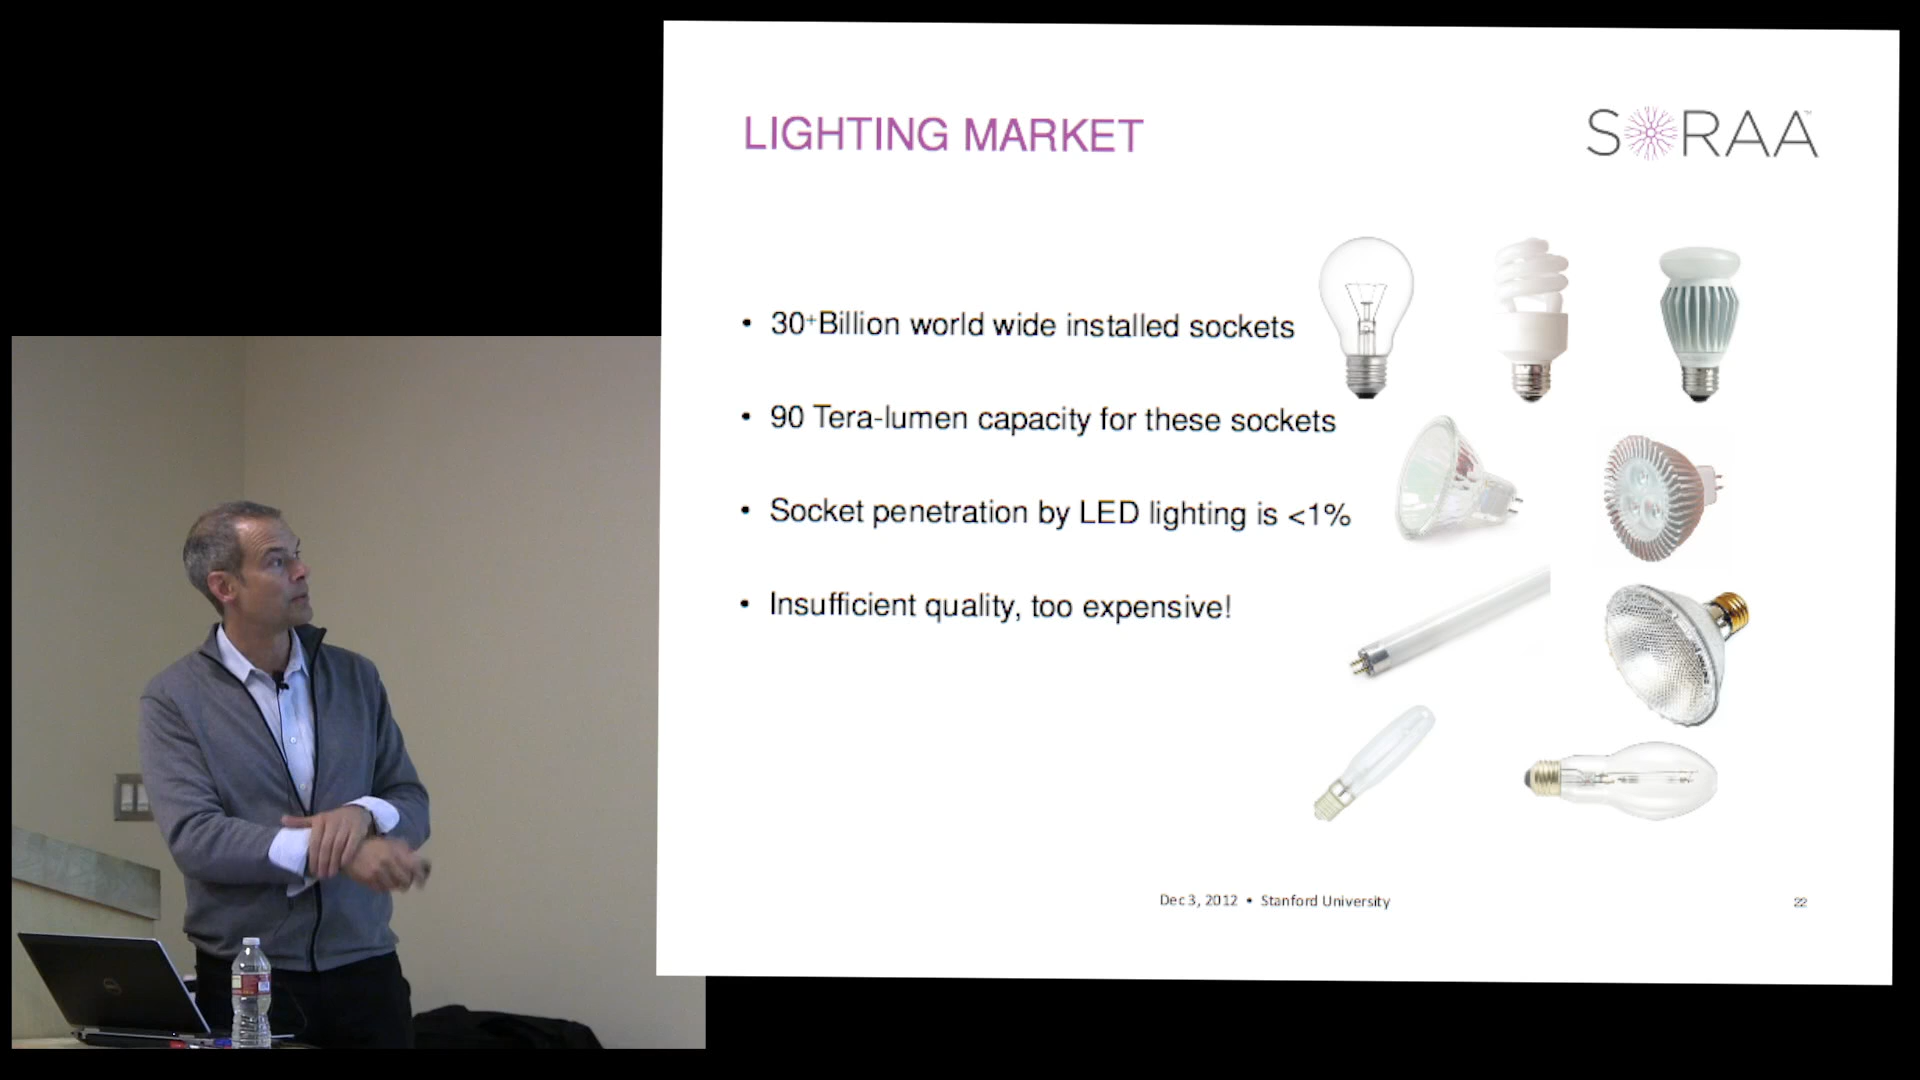 LIGHTING MARKET
SORAA™
• 30+Billion world wide installed sockets
• 90 Tera-lumen capacity for these sockets
• Socket penetration by LED lighting is <1%
• Insufficient quality, too expensive!
Dec 3, 2012 • Stanford University
22